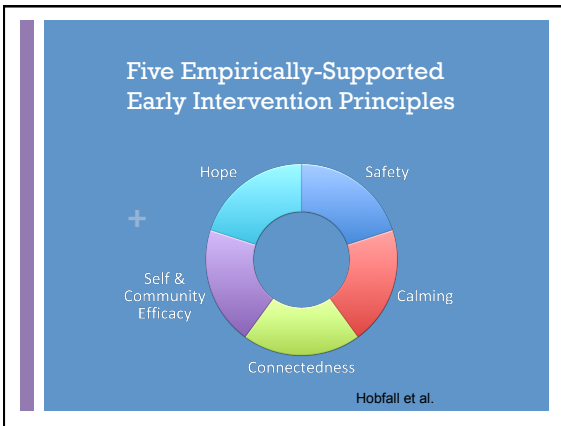 Five Empirically-Supported
Early Intervention Principles
Hope
Safety
+
Self &
Community
Efficacy
Calming
Connectedness
Hobfall et al.